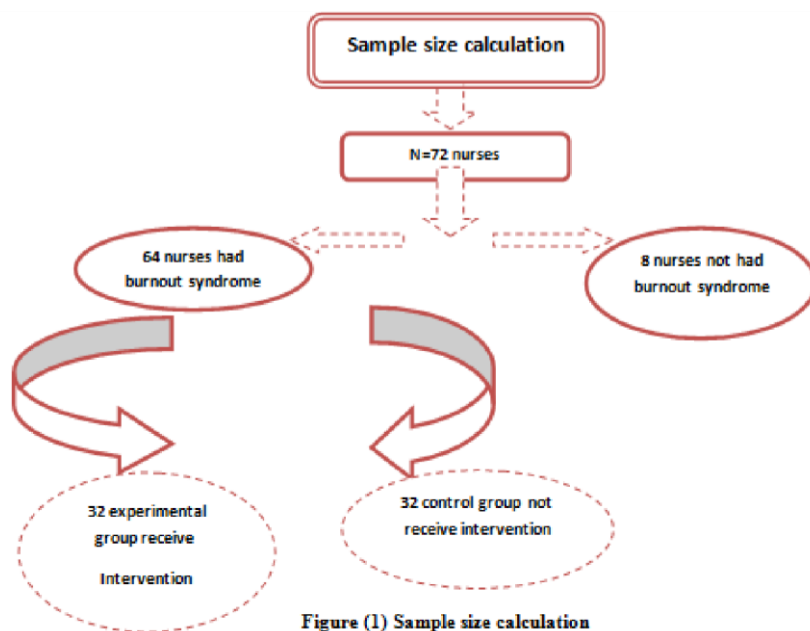 Sample size calculation
N=72 nurses
64 nurses had
burnout syndrome
8 nurses not had
burnout syndrome
32 experimental
group receive
Intervention
32 control group not
receive intervention
Figure (1) Sample size calculation